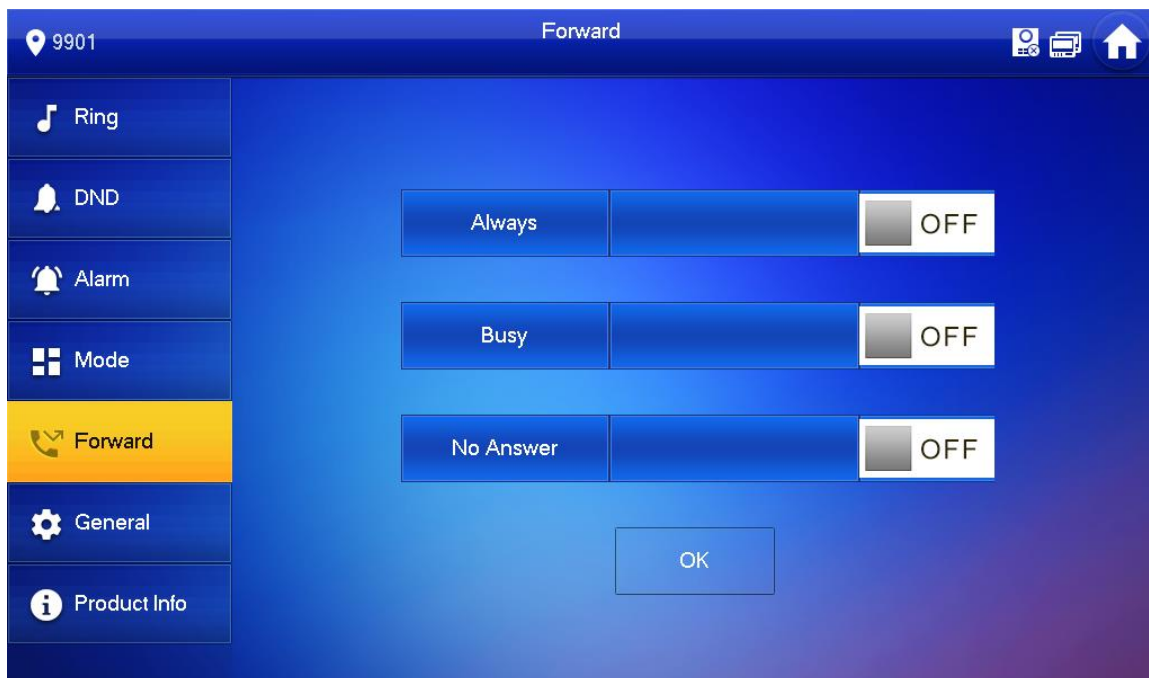 9901
Forward
Ring
DND
Alarm
Mode
Forward
General
Product Info
Always
OFF
Busy
OFF
No Answer
OFF
OK